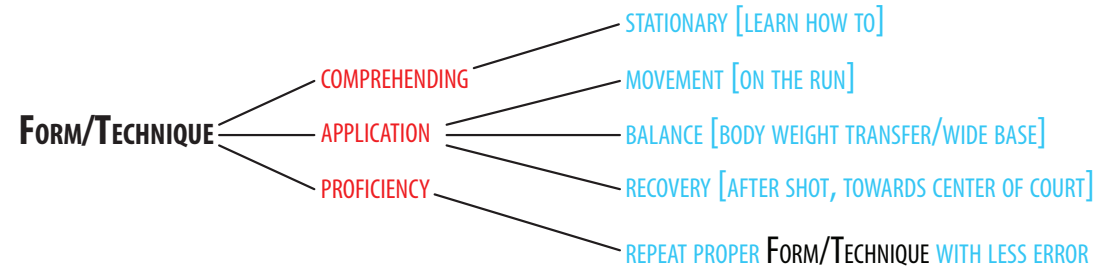 STATIONARY [LEARN HOW TO]
COMPREHENDING
MOVEMENT [ON THE RUN]
FORM/TECHNIQUE
APPLICATION
BALANCE [BODY WEIGHT TRANSFER/WIDE BASE]
PROFICIENCY
RECOVERY [AFTER SHOT, TOWARDS CENTER OF COURT]
REPEAT PROPER FORM/TECHNIQUE WITH LESS ERROR